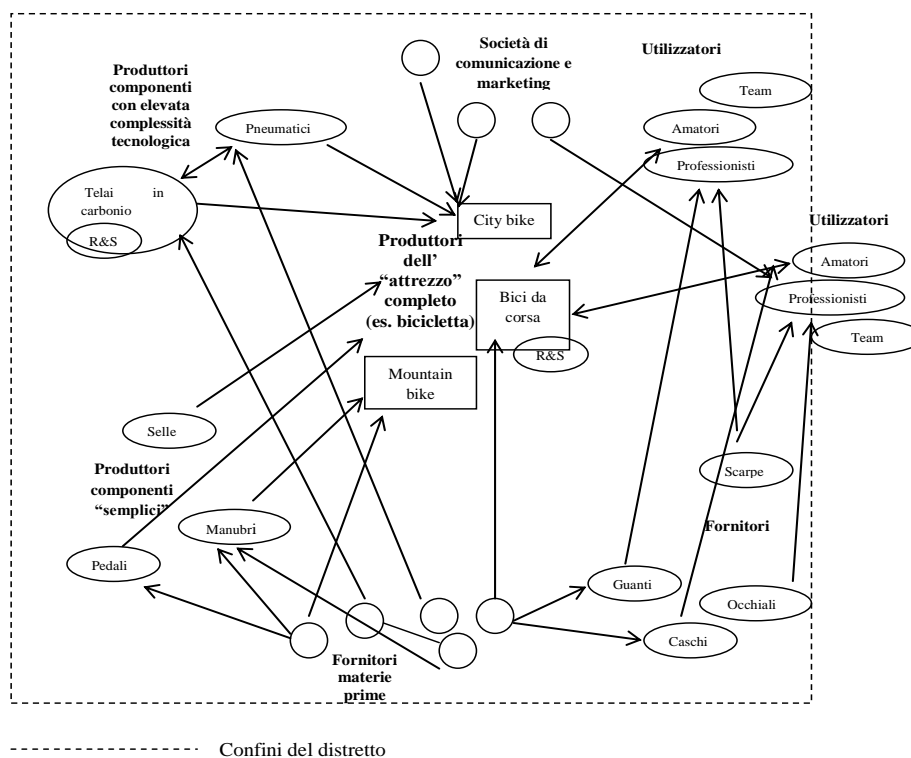 Società di
comunicazione e
marketing
Utilizzatori
Produttori
componenti
con elevata
complessità
tecnologica
Team
Pneumatici
Amatori
Professionisti
Telai in
carbonio
R&S
City bike
Utilizzatori
Produttori
dell'
“attrezzo”
completo
(es. bicicletta)
Amatori
Professionisti
Team
Bici da
corsa
R&S
Mountain
bike
Selle
Produttori
componenti
“semplici”
Scarpe
Manubri
Fornitori
Pedali
Guanti
Occhiali
Caschi
Fornitori
materie
prime
Confini del distretto